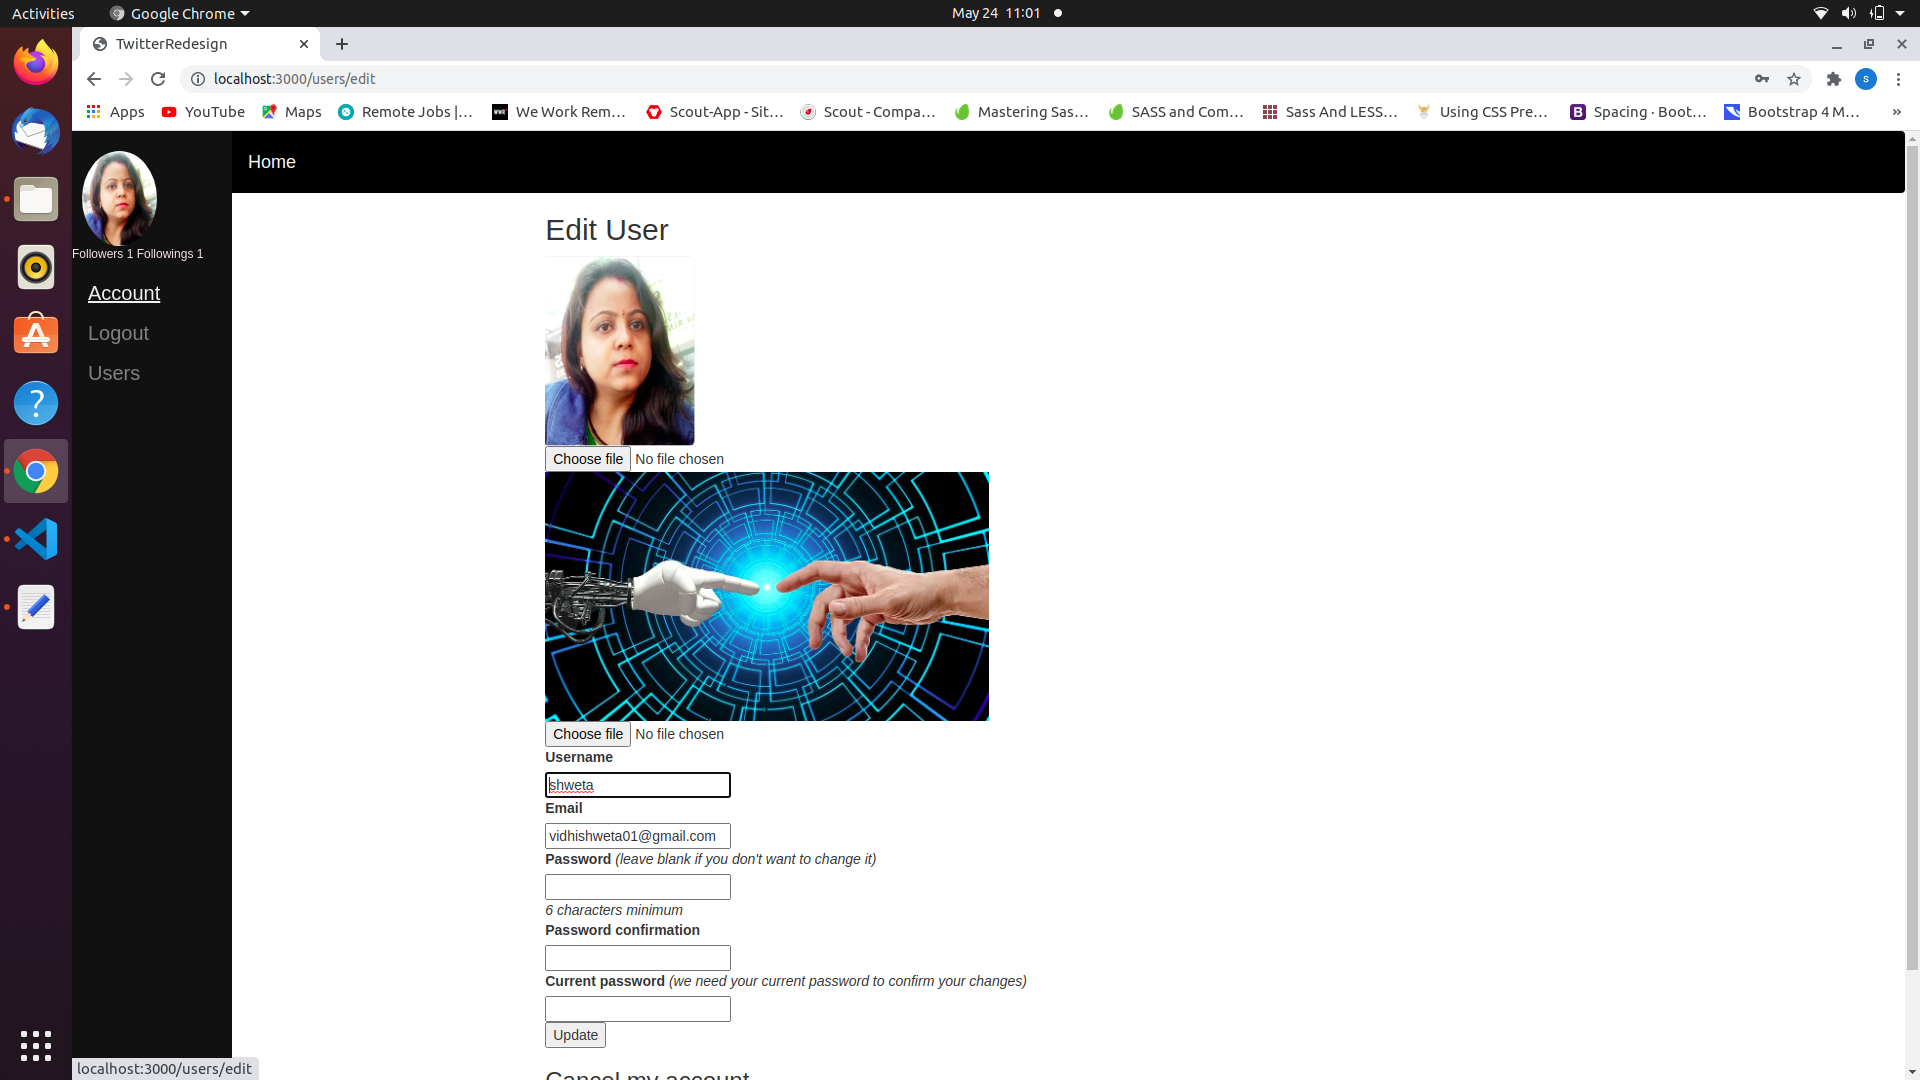 Activities
Google Chrome
May 24 11:01
TwitterRedesign
localhost:3000/users/edit
S
Apps
YouTube
Maps
Remote Jobs |...
We Work Rem...
Scout-App - Sit...
Scout - Compa...
Mastering Sas...
SASS and Com...
Sass And LESS...
Using CSS Pre...
Spacing · Boot...
Bootstrap 4 M...
»
Home
Followers 1 Followings 1
Account
Logout
Users
Edit User
Choose file No file chosen
Choose file No file chosen
Username
shweta
Email
vidhishweta01@gmail.com
Password (leave blank if you don't want to change it)
6 characters minimum
Password confirmation
Current password (we need your current password to confirm your changes)
Update
Cancel my account
localhost:3000/users/edit